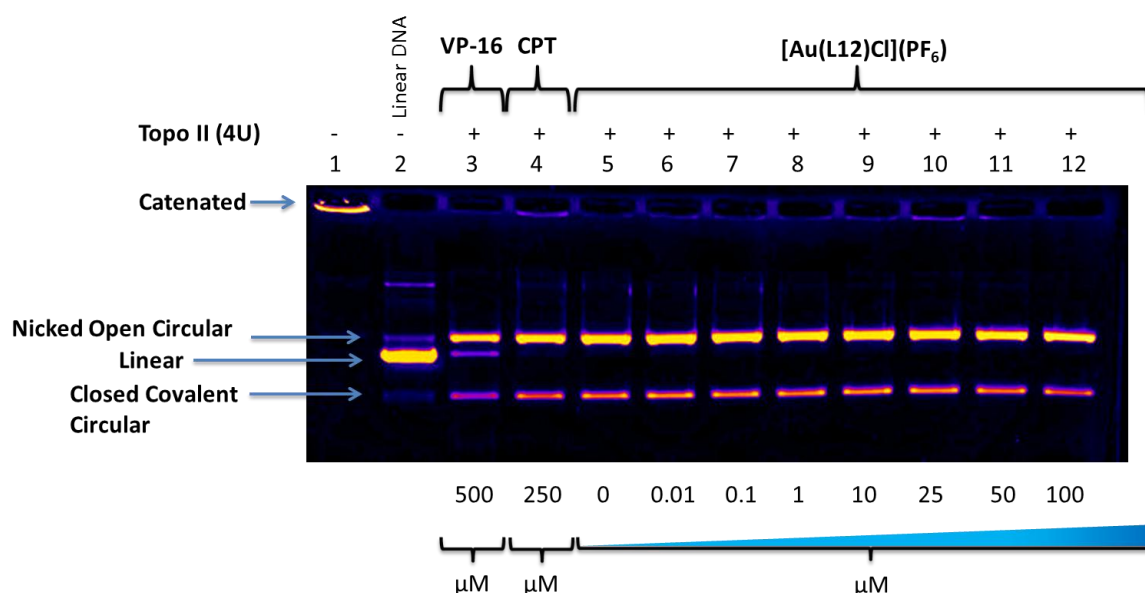 Linear DNA
VP-16 CPT [Au(L12)Cl](PF₆)
Topo II (4U) - - + + + + + + + + + +
1 2 3 4 5 6 7 8 9 10 11 12
Catenated
Nicked Open Circular
Linear
Closed Covalent
Circular
500 250 0 0.01 0.1 1 10 25 50 100
µM µM µM